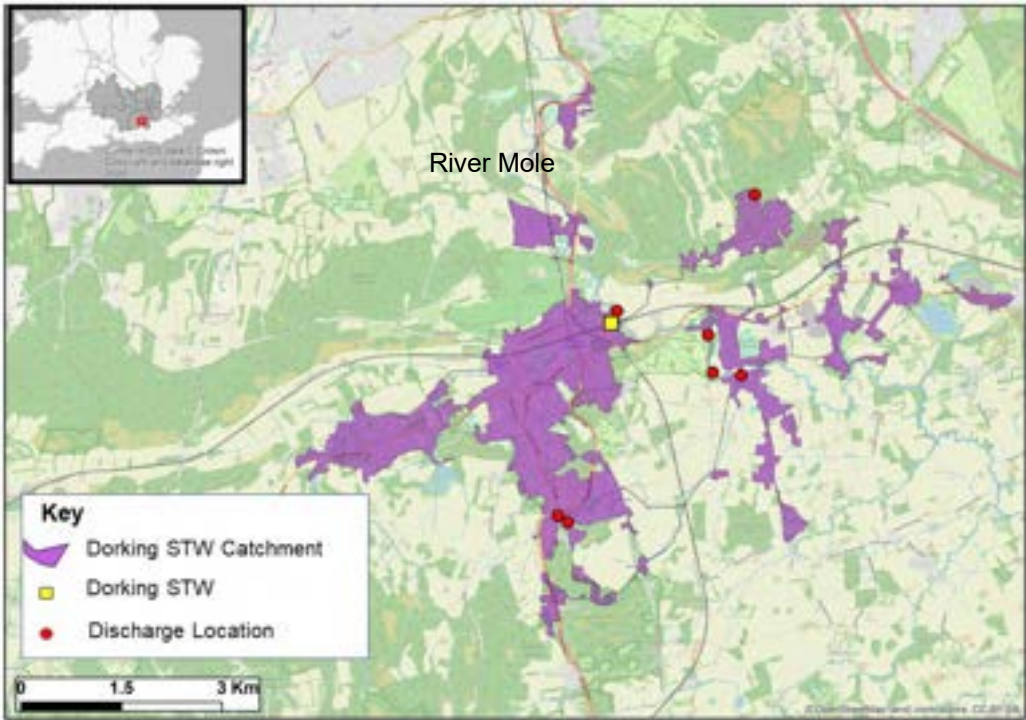 River Mole
Key
Dorking STW Catchment
Dorking STW
Discharge Location
0 1.5 3 Km